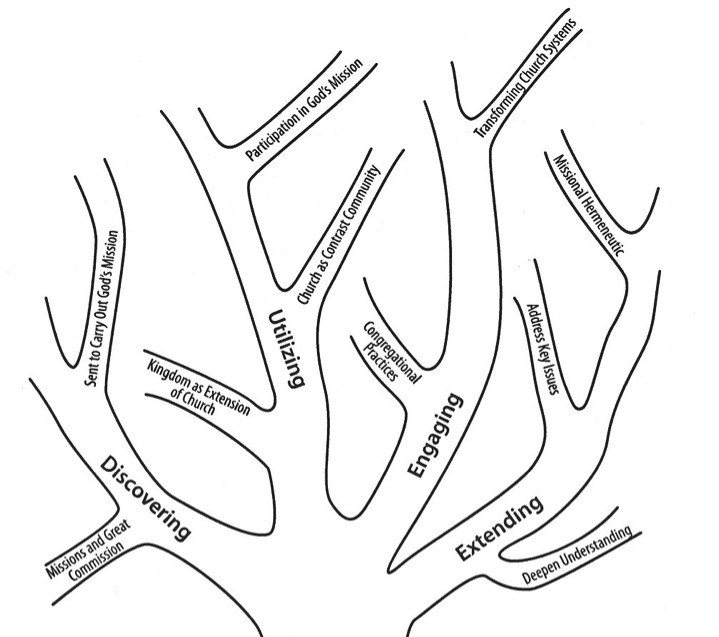 Transforming Church Systems
Participation in God's Mission
Missional Hermeneutic
Church as Contrast Community
Sent to Carry Out God's Mission
Utilizing
Address Key Issues
Congregational
Practices
Kingdom as Extension
of Church
Engaging
Discovering
Extending
Missions and Great
Commission
Deepen Understanding